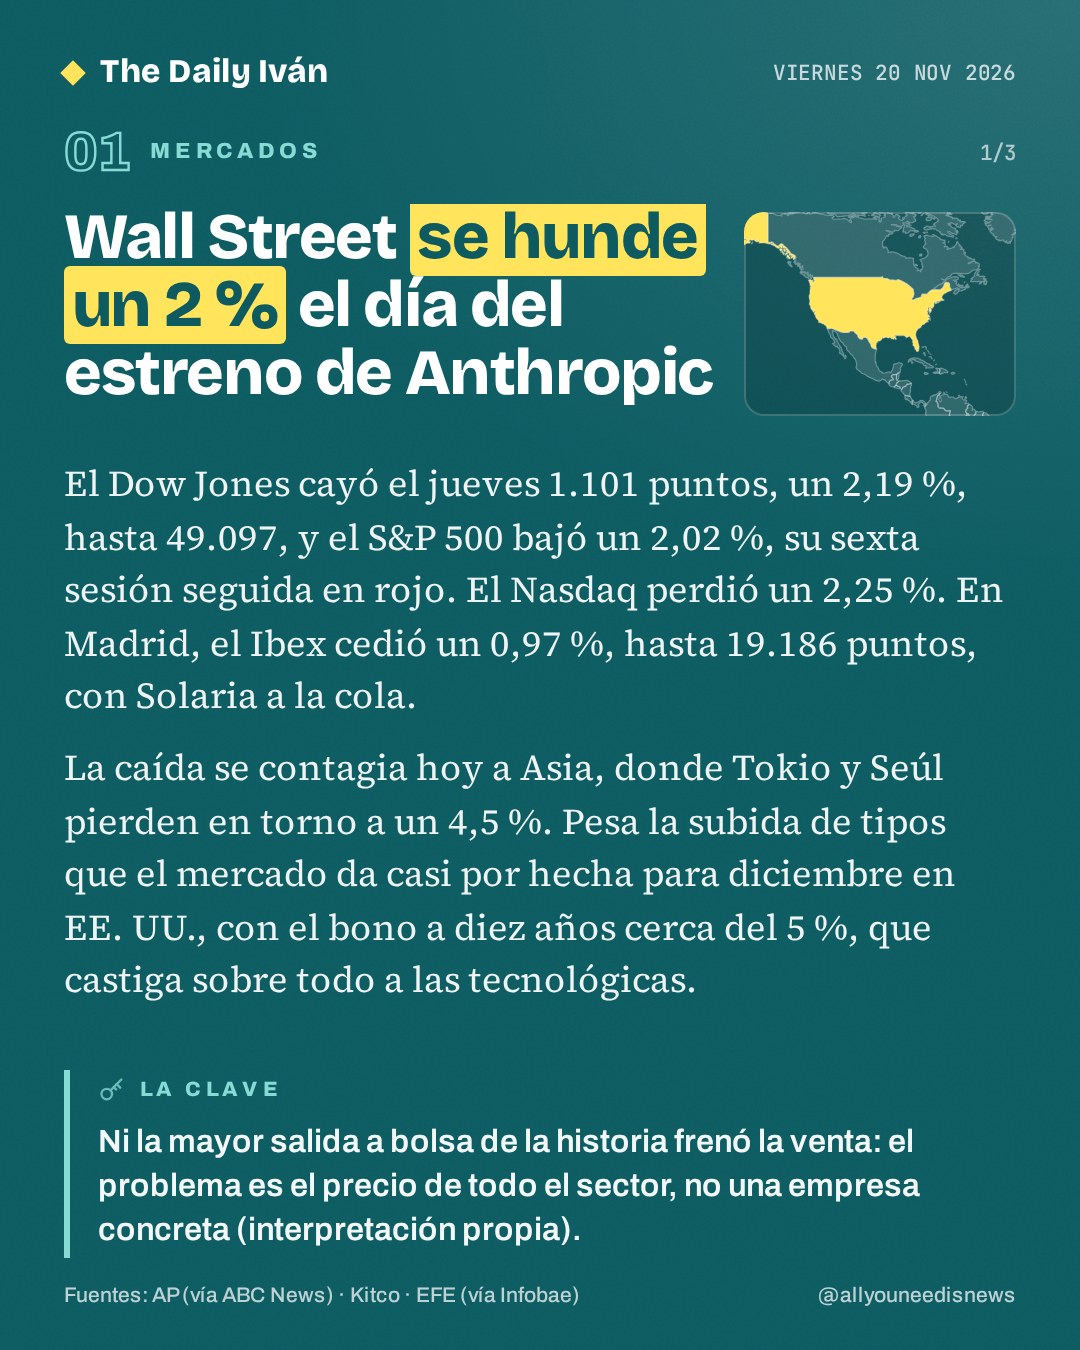 The Daily Iván
VIERNES 20 NOV 2026
01 MERCADOS
1/3
Wall Street se hunde
un 2 % el día del
estreno de Anthropic
El Dow Jones cayó el jueves 1.101 puntos, un 2,19 %,
hasta 49.097, y el S&P 500 bajó un 2,02 %, su sexta
sesión seguida en rojo. El Nasdaq perdió un 2,25 %. En
Madrid, el Ibex cedió un 0,97 %, hasta 19.186 puntos,
con Solaria a la cola.
La caída se contagia hoy a Asia, donde Tokio y Seúl
pierden en torno a un 4,5 %. Pesa la subida de tipos
que el mercado da casi por hecha para diciembre en
EE. UU., con el bono a diez años cerca del 5 %, que
castiga sobre todo a las tecnológicas.
LA CLAVE
Ni la mayor salida a bolsa de la historia frenó la venta: el
problema es el precio de todo el sector, no una empresa
concreta (interpretación propia).
Fuentes: AP (vía ABC News) · Kitco · EFE (vía Infobae)
@allyouneedisnews